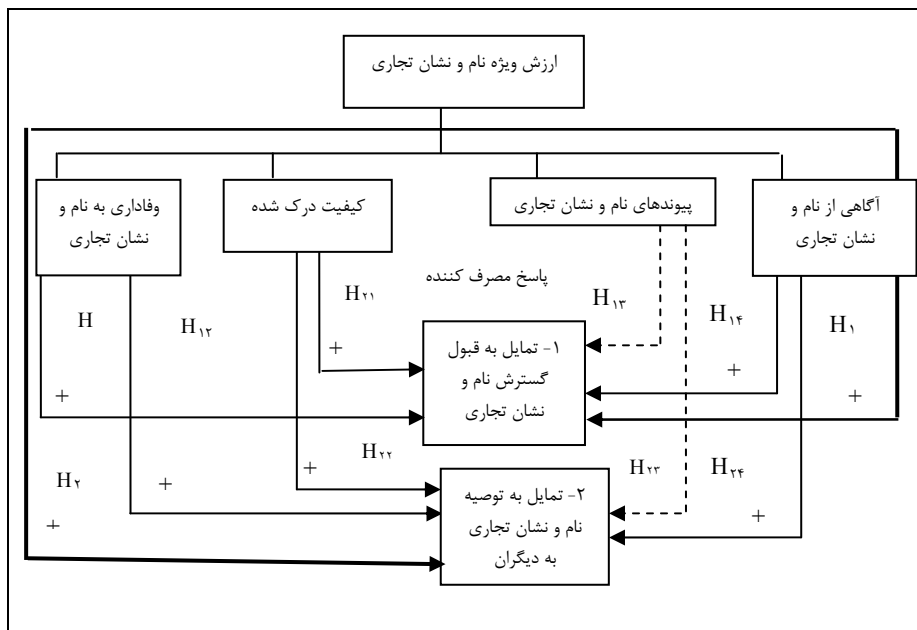 ارزش ویژه نام و نشان تجاری
آگاهی از نام و
نشان تجاری
پیوندهای نام و نشان تجاری
کیفیت درک شده
وفاداری به نام و
نشان تجاری
پاسخ مصرف کننده
H۱
H۱۴
H۱۳
H۲۱
H۱۲
H
+
+
+
+
+
۱- تمایل به قبول
گسترش نام و
نشان تجاری
H۲۴
H۲۳
H۲۲
H۲
+
+
+
+
۲- تمایل به توصیه
نام و نشان تجاری
به دیگران